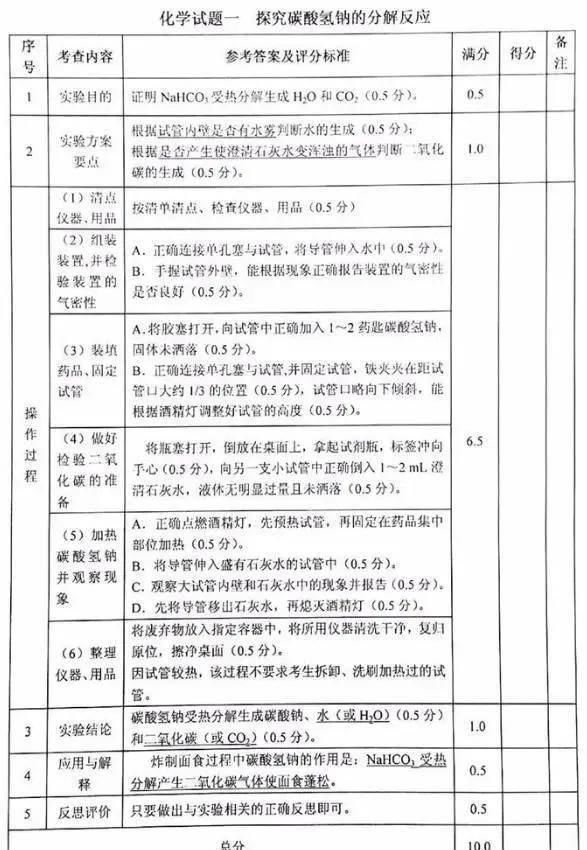 化学试题一 探究碳酸氢钠的分解反应
序号 考查内容 参考答案及评分标准 满分 得分 备注
1 实验目的 证明 NaHCO₃ 受热分解生成 H₂O 和 CO₂（0.5 分）。 0.5
2 实验方案要点 根据试管内壁是否有水雾判断水的生成（0.5 分）；
根据是否产生使澄清石灰水变浑浊的气体判断二氧化
碳的生成（0.5 分）。 1.0
操作过程
（1）清点
仪器、用品
按清单清点、检查仪器、用品（0.5 分）
（2）组装
装置,并检
验装置的
气密性
A．正确连接单孔塞与试管，将导管伸入水中（0.5 分）。
B．手握试管外壁，能根据现象正确报告装置的气密性
是否良好（0.5 分）。
（3）装填
药品、固定
试管
A.将胶塞打开，向试管中正确加入 1～2 药匙碳酸氢钠，
固体未洒落（0.5 分）。
B．正确连接单孔塞与试管,并固定试管，铁夹夹在距试
管口大约 1/3 的位置（0.5 分），试管口略向下倾斜，能
根据酒精灯调整好试管的高度（0.5 分）。
6.5
（4）做好
检验二氧
化碳的准
备
将瓶塞打开，倒放在桌面上，拿起试剂瓶，标签冲向
手心（0.5 分），向另一支小试管中正确倒入 1～2 mL 澄
清石灰水，液体无明显过量且未洒落（0.5 分）。
（5）加热
碳酸氢钠
并观察现
象
A．正确点燃酒精灯，先预热试管，再固定在药品集中
部位加热（0.5 分）。
B．将导管伸入盛有石灰水的试管中（0.5 分）。
C．观察大试管内壁和石灰水中的现象并报告（0.5 分）。
D．先将导管移出石灰水，再熄灭酒精灯（0.5 分）。
（6）整理
仪器、用品
将废弃物放入指定容器中，将所用仪器清洗干净，复归
原位，擦净桌面（0.5 分）。
因试管较热，该过程不要求考生拆卸、洗刷加热过的试
管。
3 实验结论 碳酸氢钠受热分解生成碳酸钠、水（或 H₂O）（0.5 分）
和二氧化碳（或 CO₂）（0.5 分）。 1.0
4 应用与解释 炸制面食过程中碳酸氢钠的作用是：NaHCO₃ 受热
分解产生二氧化碳气体使面食蓬松。 0.5
5 反思评价 只要做出与实验相关的正确反思即可。 0.5
总分 10.0